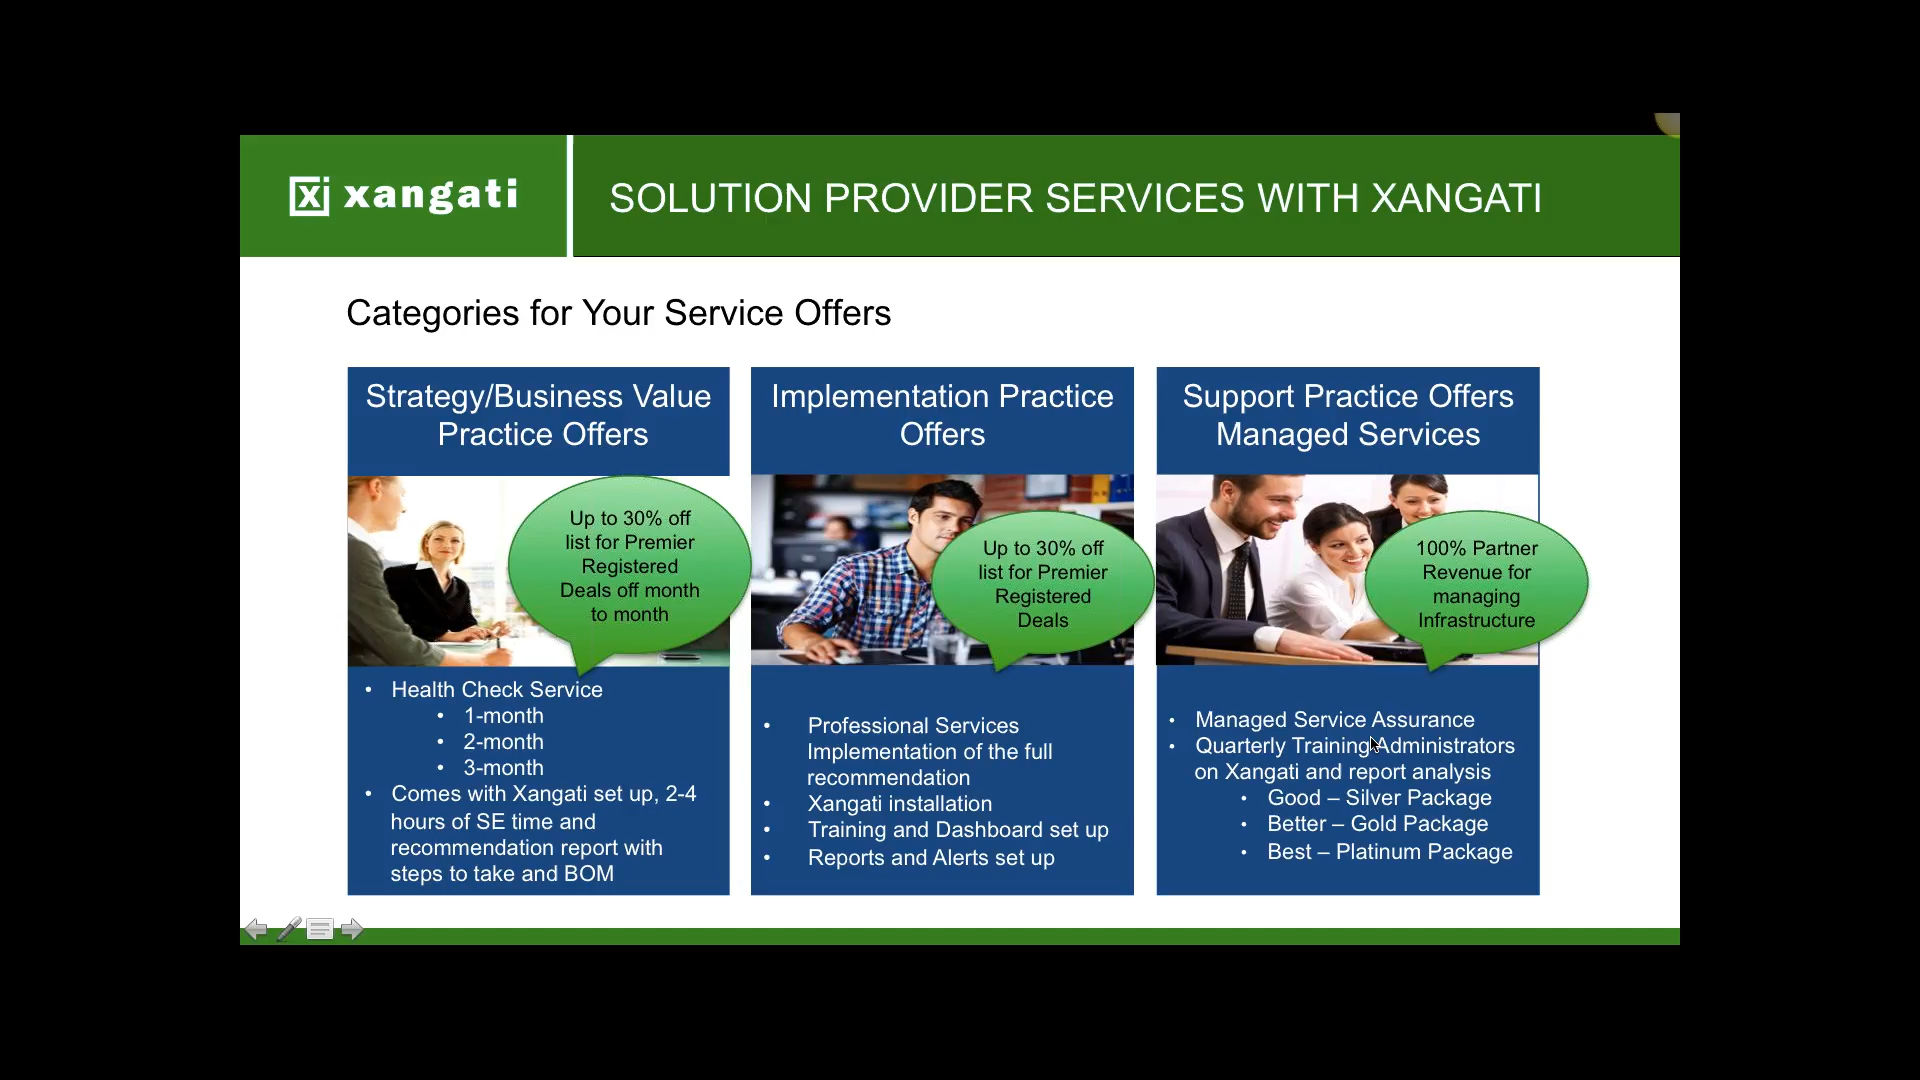 xi xangati
SOLUTION PROVIDER SERVICES WITH XANGATI
Categories for Your Service Offers
Strategy/Business Value
Practice Offers
Up to 30% off
list for Premier
Registered
Deals off month
to month
• Health Check Service
• 1-month
• 2-month
• 3-month
• Comes with Xangati set up, 2-4
hours of SE time and
recommendation report with
steps to take and BOM
Implementation Practice
Offers
Up to 30% off
list for Premier
Registered
Deals
• Professional Services
Implementation of the full
recommendation
• Xangati installation
• Training and Dashboard set up
• Reports and Alerts set up
Support Practice Offers
Managed Services
100% Partner
Revenue for
managing
Infrastructure
• Managed Service Assurance
• Quarterly Training Administrators
on Xangati and report analysis
• Good – Silver Package
• Better – Gold Package
• Best – Platinum Package